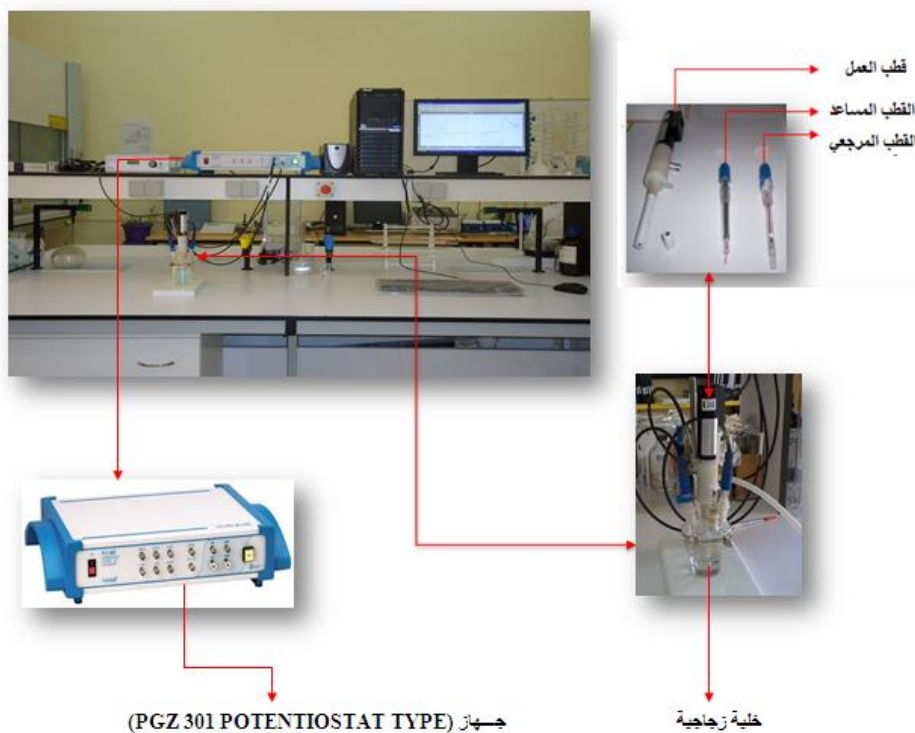 قطب العمل
القطب المساعد
القطب المرجعي
جهاز (PGZ 301 POTENTIOSTAT TYPE)
خلية زجاجية